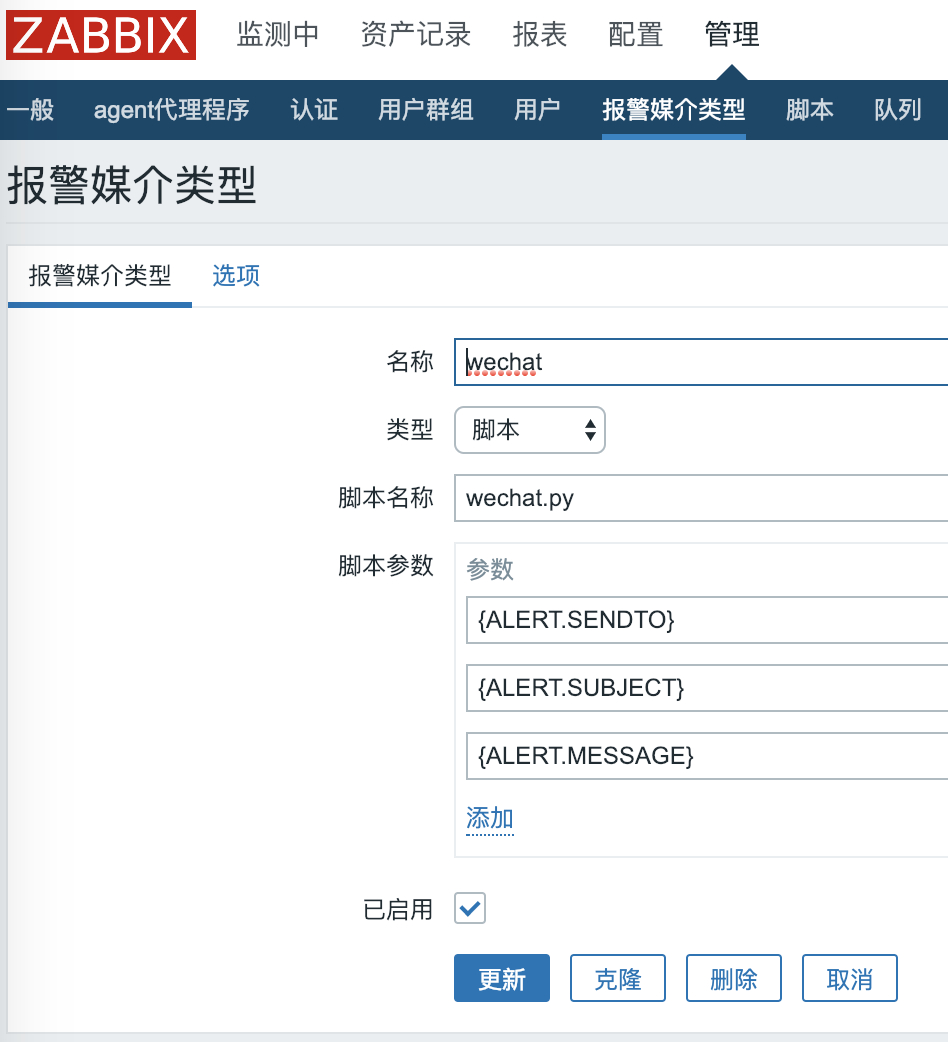 ZABBIX 监测中 资产记录 报表 配置 管理
一般 agent代理程序 认证 用户群组 用户 报警媒介类型 脚本 队列
报警媒介类型
报警媒介类型 选项
名称 wechat
类型 脚本
脚本名称 wechat.py
脚本参数 参数
{ALERT.SENDTO}
{ALERT.SUBJECT}
{ALERT.MESSAGE}
添加
已启用
更新 克隆 删除 取消